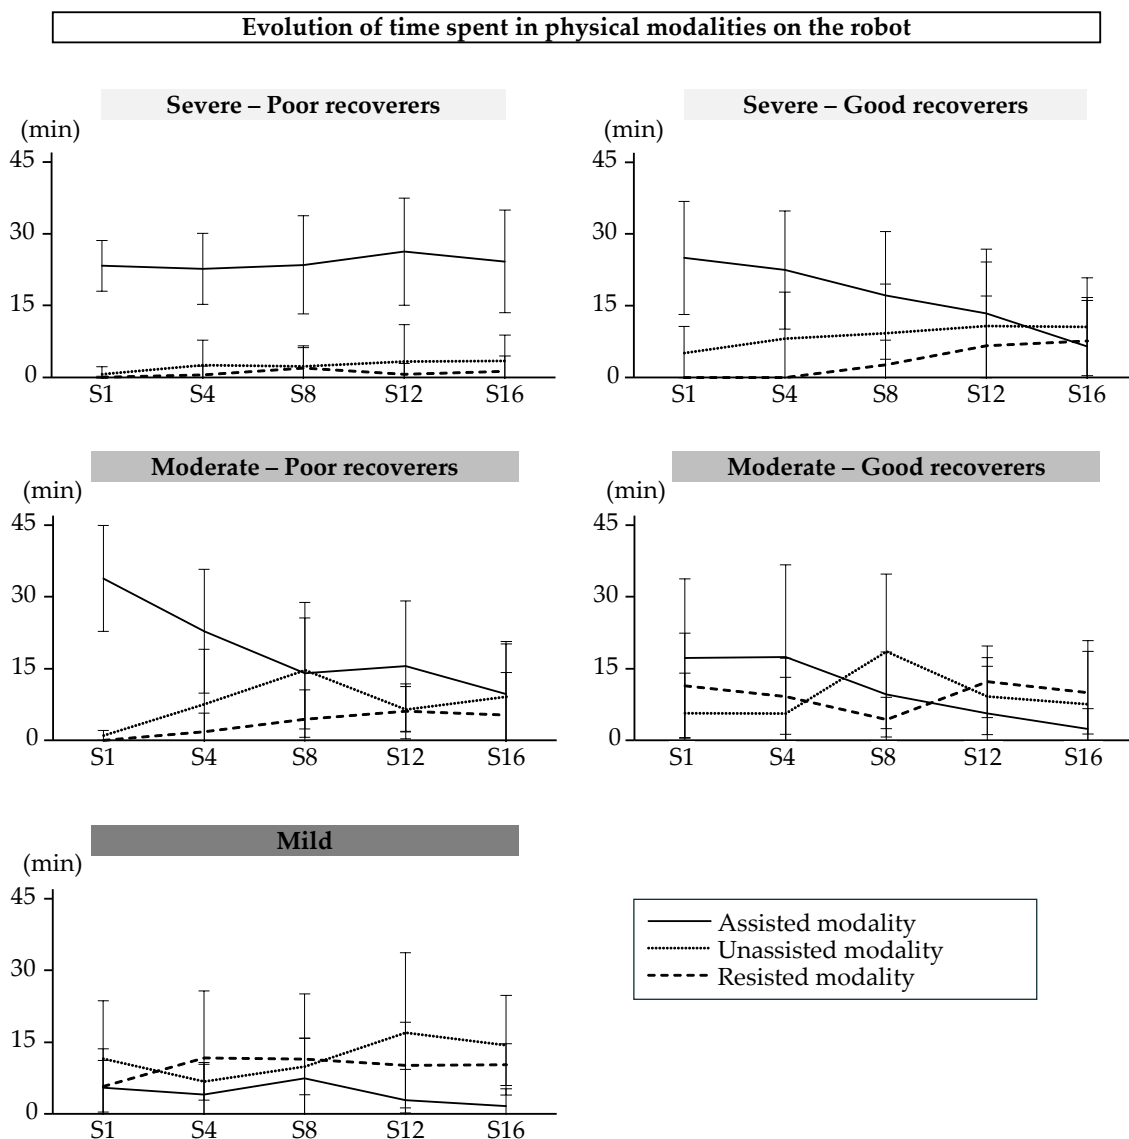 Evolution of time spent in physical modalities on the robot
Severe – Poor recoverers
(min)
45
30
15
0
S1 S4 S8 S12 S16
Severe – Good recoverers
(min)
45
30
15
0
S1 S4 S8 S12 S16
Moderate – Poor recoverers
(min)
45
30
15
0
S1 S4 S8 S12 S16
Moderate – Good recoverers
(min)
45
30
15
0
S1 S4 S8 S12 S16
Mild
(min)
45
30
15
0
S1 S4 S8 S12 S16
Assisted modality
Unassisted modality
Resisted modality